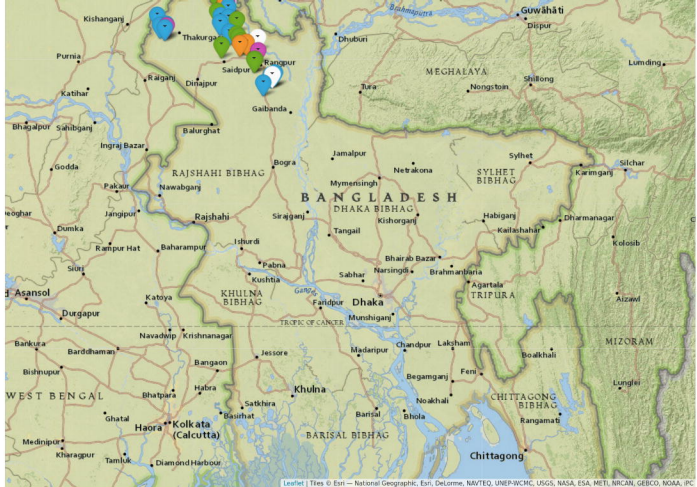 Kishanganj
Brahmaputra
Guwāhāti
Dispur
Thakurga
Dhuburi
Purnia
Saidpur
Rangpur
MEGHALAYA
Lumding
Raiganj
Dinajpur
Katihar
Tura
Nongstoin
Shillong
Gaibanda
Bhagalpur
Sahibganj
Balurghat
Ingraj Bazar
Godda
Bogra
Jamalpur
Netrakona
Sylhet
Silchar
Karimganj
RAJSHAHI BIBHAG
SYLHET
BIBHAG
Pakaur
Nawabganj
Mymensingh
BANGLADESH
DHAKA BIBHAG
Deoghar
Jangipur
Rajshahi
Sirajganj
Kishorganj
Habiganj
Dharmanagar
Dumka
Tangail
Kailashahar
Rampur Hat
Baharampur
Ishurdi
Kolosib
Siuri
Pabna
Bhairab Bazar
Kushtia
Sabhar
Narsingdi
Brahmanbaria
Agartala
Asansol
Katoya
KHULNA
BIBHAG
Ganges
Faridpur
Dhaka
TRIPURA
Aizawl
Durgapur
Munshiganj
TROPIC OF CANCER
Navadwip
Krishnanagar
Bankura
Barddhaman
Jessore
Madaripur
Chandpur
Laksham
Boalkhali
MIZORAM
Bishnupur
Bangaon
Begamganj
Feni
Lunglei
WEST BENGAL
Bhatpara
Habra
Khulna
Noakhali
CHITTAGONG
BIBHAG
Ghatal
Satkhira
Basirhat
Barisal
Bhola
Rangamati
Haora
Kolkata
(Calcutta)
BARISAL BIBHAG
Medinipur
Kharagpur
Tamluk
Diamond Harbour
Chittagong
Leaflet | Tiles © Esri — National Geographic, Esri, DeLorme, NAVTEQ, UNEP-WCMC, USGS, NASA, ESA, METI, NRCAN, GEBCO, NOAA, iPC